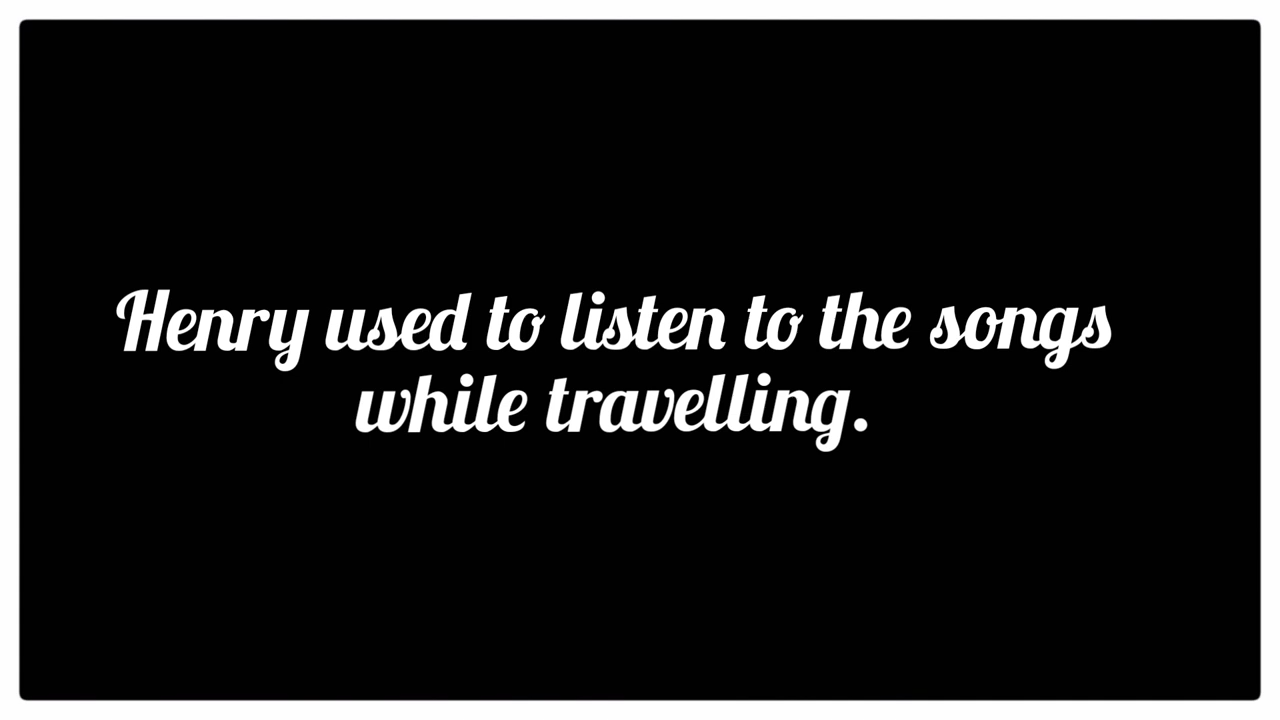 Henry used to listen to the songs
while travelling.